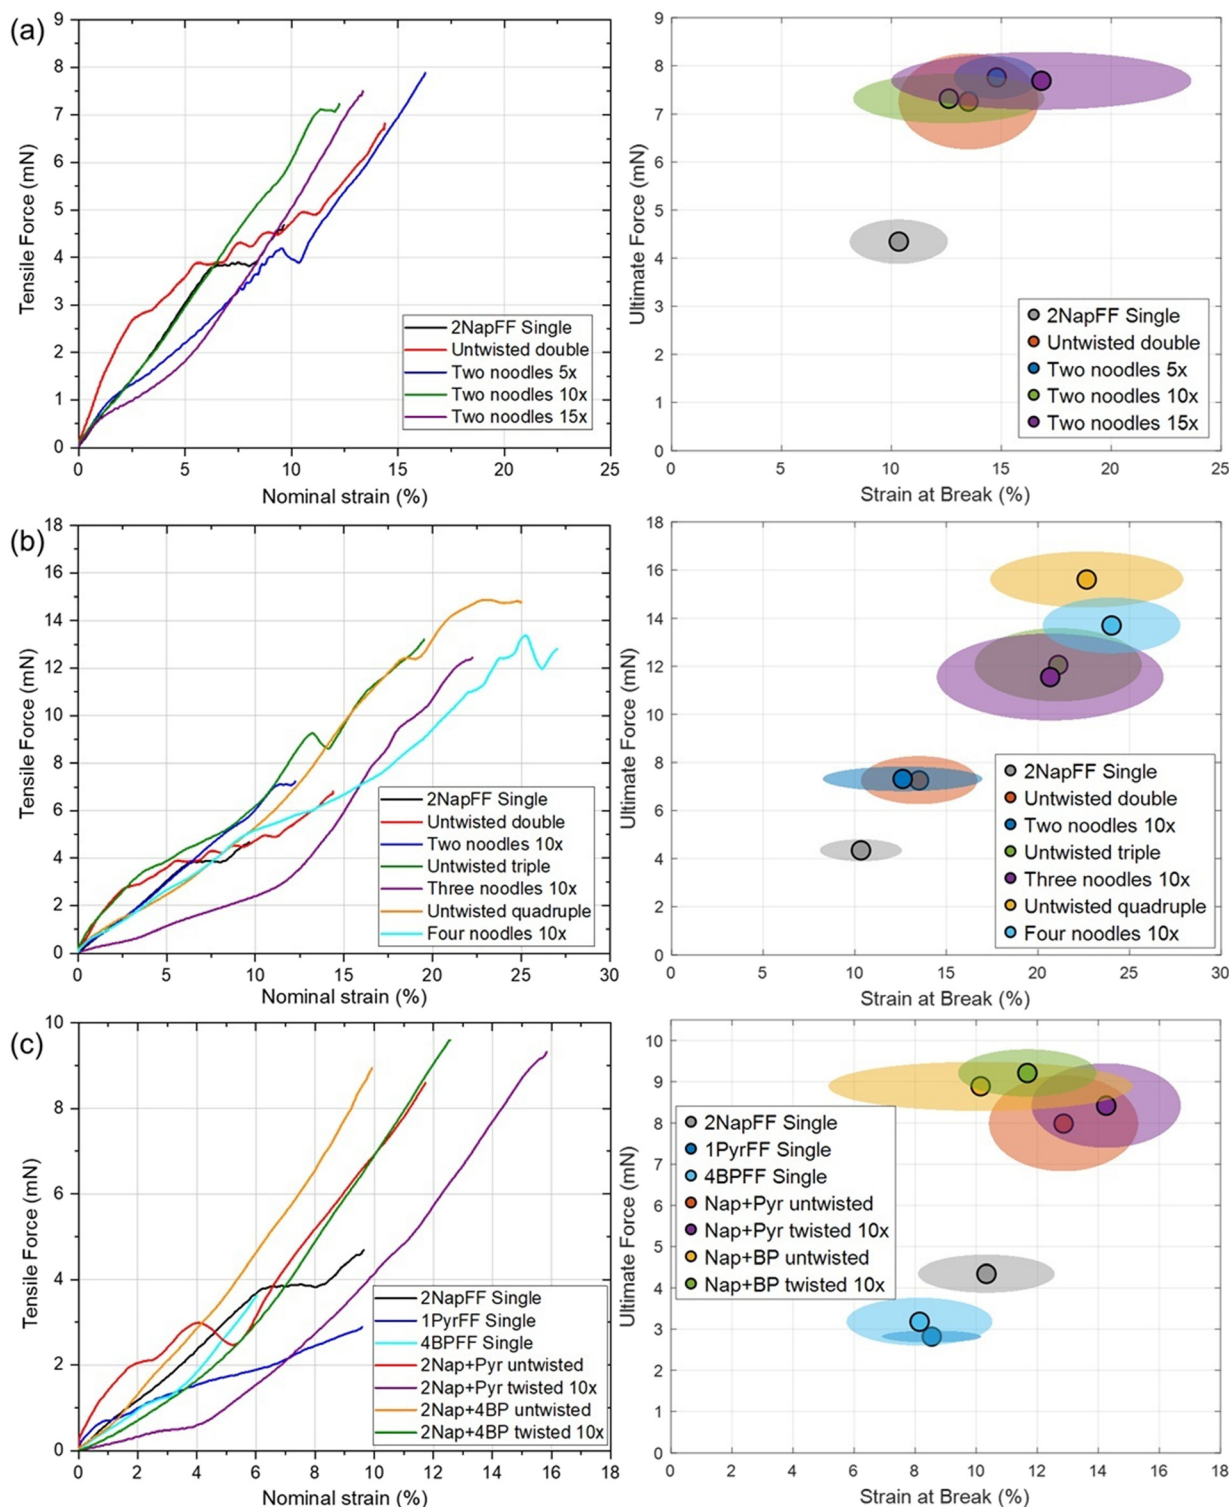 (a)
9
8
7
6
5
4
3
2
1
0
Tensile Force (mN)
2NapFF Single
Untwisted double
Two noodles 5x
Two noodles 10x
Two noodles 15x
0 5 10 15 20 25
Nominal strain (%)
9
8
7
6
5
4
3
2
1
0
Ultimate Force (mN)
2NapFF Single
Untwisted double
Two noodles 5x
Two noodles 10x
Two noodles 15x
0 5 10 15 20 25
Strain at Break (%)
(b)
18
16
14
12
10
8
6
4
2
0
Tensile Force (mN)
2NapFF Single
Untwisted double
Two noodles 10x
Untwisted triple
Three noodles 10x
Untwisted quadruple
Four noodles 10x
0 5 10 15 20 25 30
Nominal strain (%)
18
16
14
12
10
8
6
4
2
0
Ultimate Force (mN)
2NapFF Single
Untwisted double
Two noodles 10x
Untwisted triple
Three noodles 10x
Untwisted quadruple
Four noodles 10x
0 5 10 15 20 25 30
Strain at Break (%)
(c)
10
8
6
4
2
0
Tensile Force (mN)
2NapFF Single
1PyrFF Single
4BPFF Single
2Nap+Pyr untwisted
2Nap+Pyr twisted 10x
2Nap+4BP untwisted
2Nap+4BP twisted 10x
0 2 4 6 8 10 12 14 16 18
Nominal strain (%)
10
9
8
7
6
5
4
3
2
1
0
Ultimate Force (mN)
2NapFF Single
1PyrFF Single
4BPFF Single
Nap+Pyr untwisted
Nap+Pyr twisted 10x
Nap+BP untwisted
Nap+BP twisted 10x
0 2 4 6 8 10 12 14 16 18
Strain at Break (%)